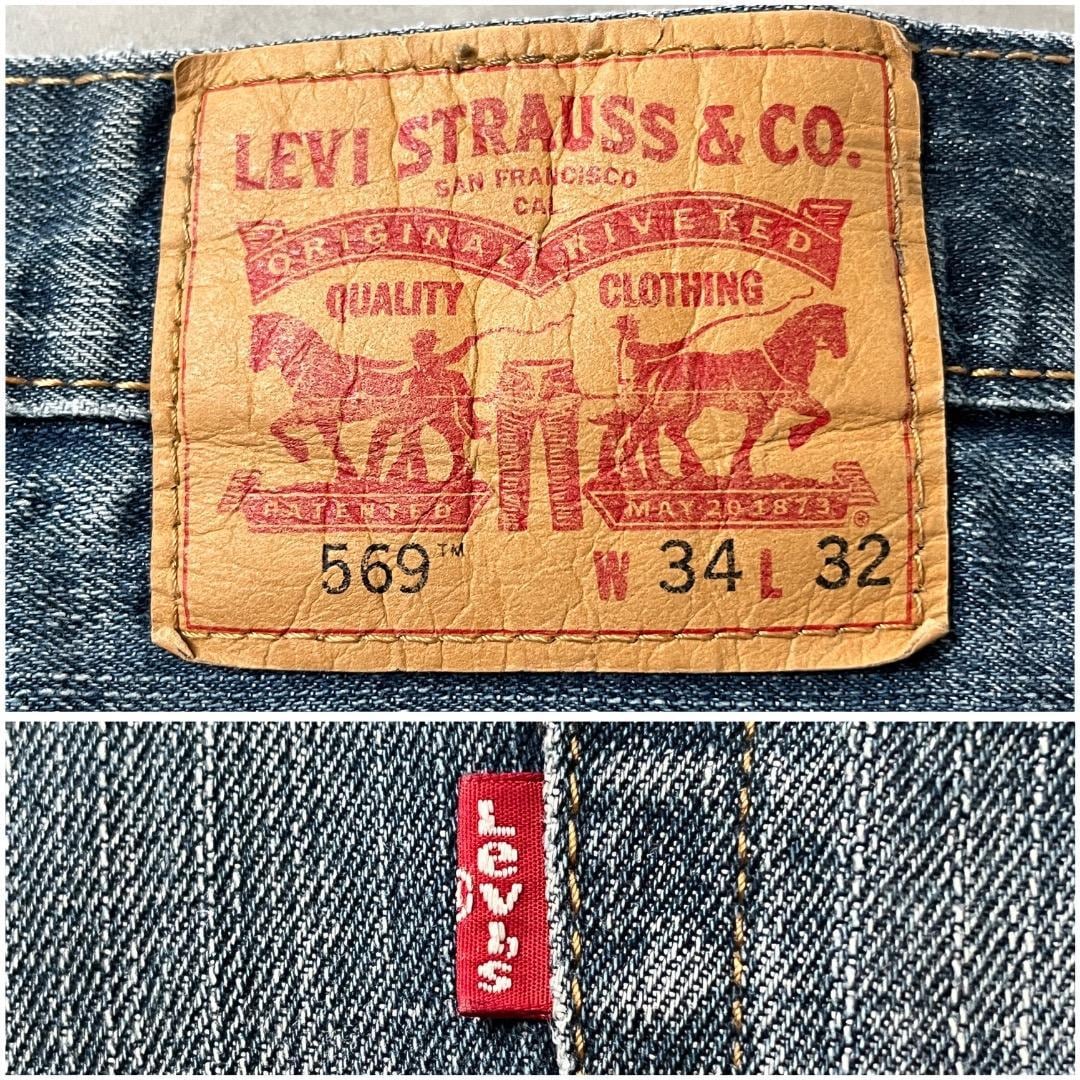 LEVI STRAUSS & CO.
SAN FRANCISCO
CAL
ORIGINAL RIVETED
QUALITY CLOTHING
PATENTED MAY 20 1873 ®
569™ W 34 L 32
Levi's